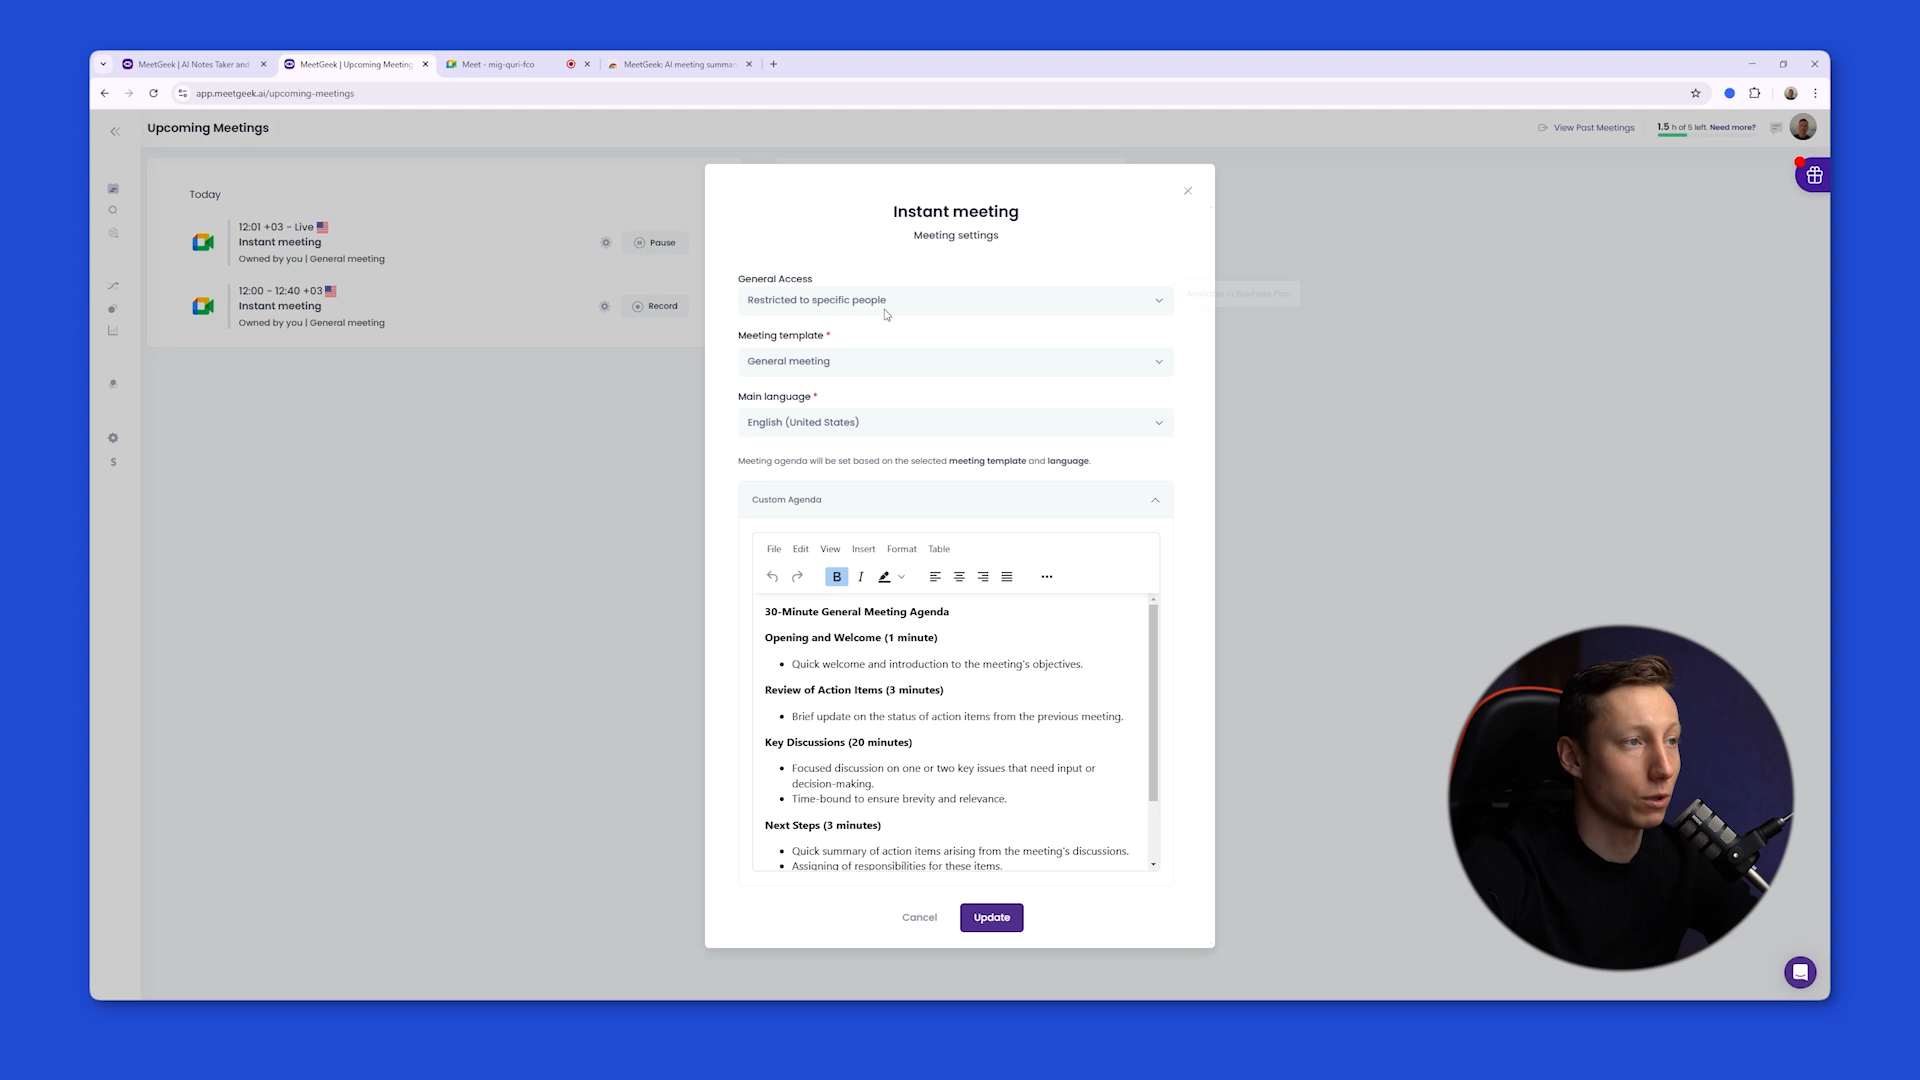 MeetGeek | AI Notes Taker and
MeetGeek | Upcoming Meeting
Meet - mig-quri-fco
MeetGeek: AI meeting summar
app.meetgeek.ai/upcoming-meetings
Upcoming Meetings
View Past Meetings
1.5 h of 5 left. Need more?
Today
12:01 +03 - Live
Instant meeting
Owned by you | General meeting
Pause
12:00 - 12:40 +03
Instant meeting
Owned by you | General meeting
Record
Instant meeting
Meeting settings
General Access
Restricted to specific people
Available in Business Plan
Meeting template *
General meeting
Main language *
English (United States)
Meeting agenda will be set based on the selected meeting template and language.
Custom Agenda
File Edit View Insert Format Table
B I
30-Minute General Meeting Agenda
Opening and Welcome (1 minute)
• Quick welcome and introduction to the meeting's objectives.
Review of Action Items (3 minutes)
• Brief update on the status of action items from the previous meeting.
Key Discussions (20 minutes)
• Focused discussion on one or two key issues that need input or
decision-making.
• Time-bound to ensure brevity and relevance.
Next Steps (3 minutes)
• Quick summary of action items arising from the meeting's discussions.
• Assigning of responsibilities for these items.
Cancel
Update